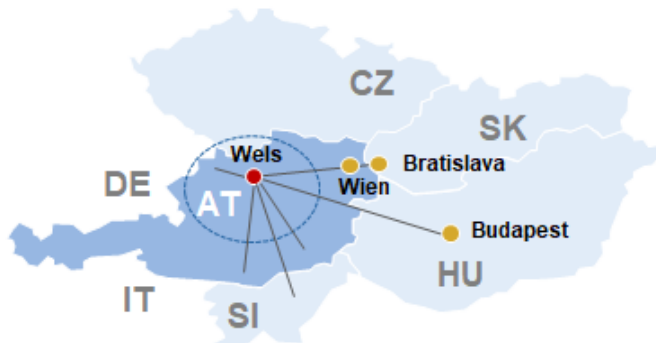 CZ
SK
Wels
Bratislava
DE
Wien
AT
Budapest
HU
IT
SI